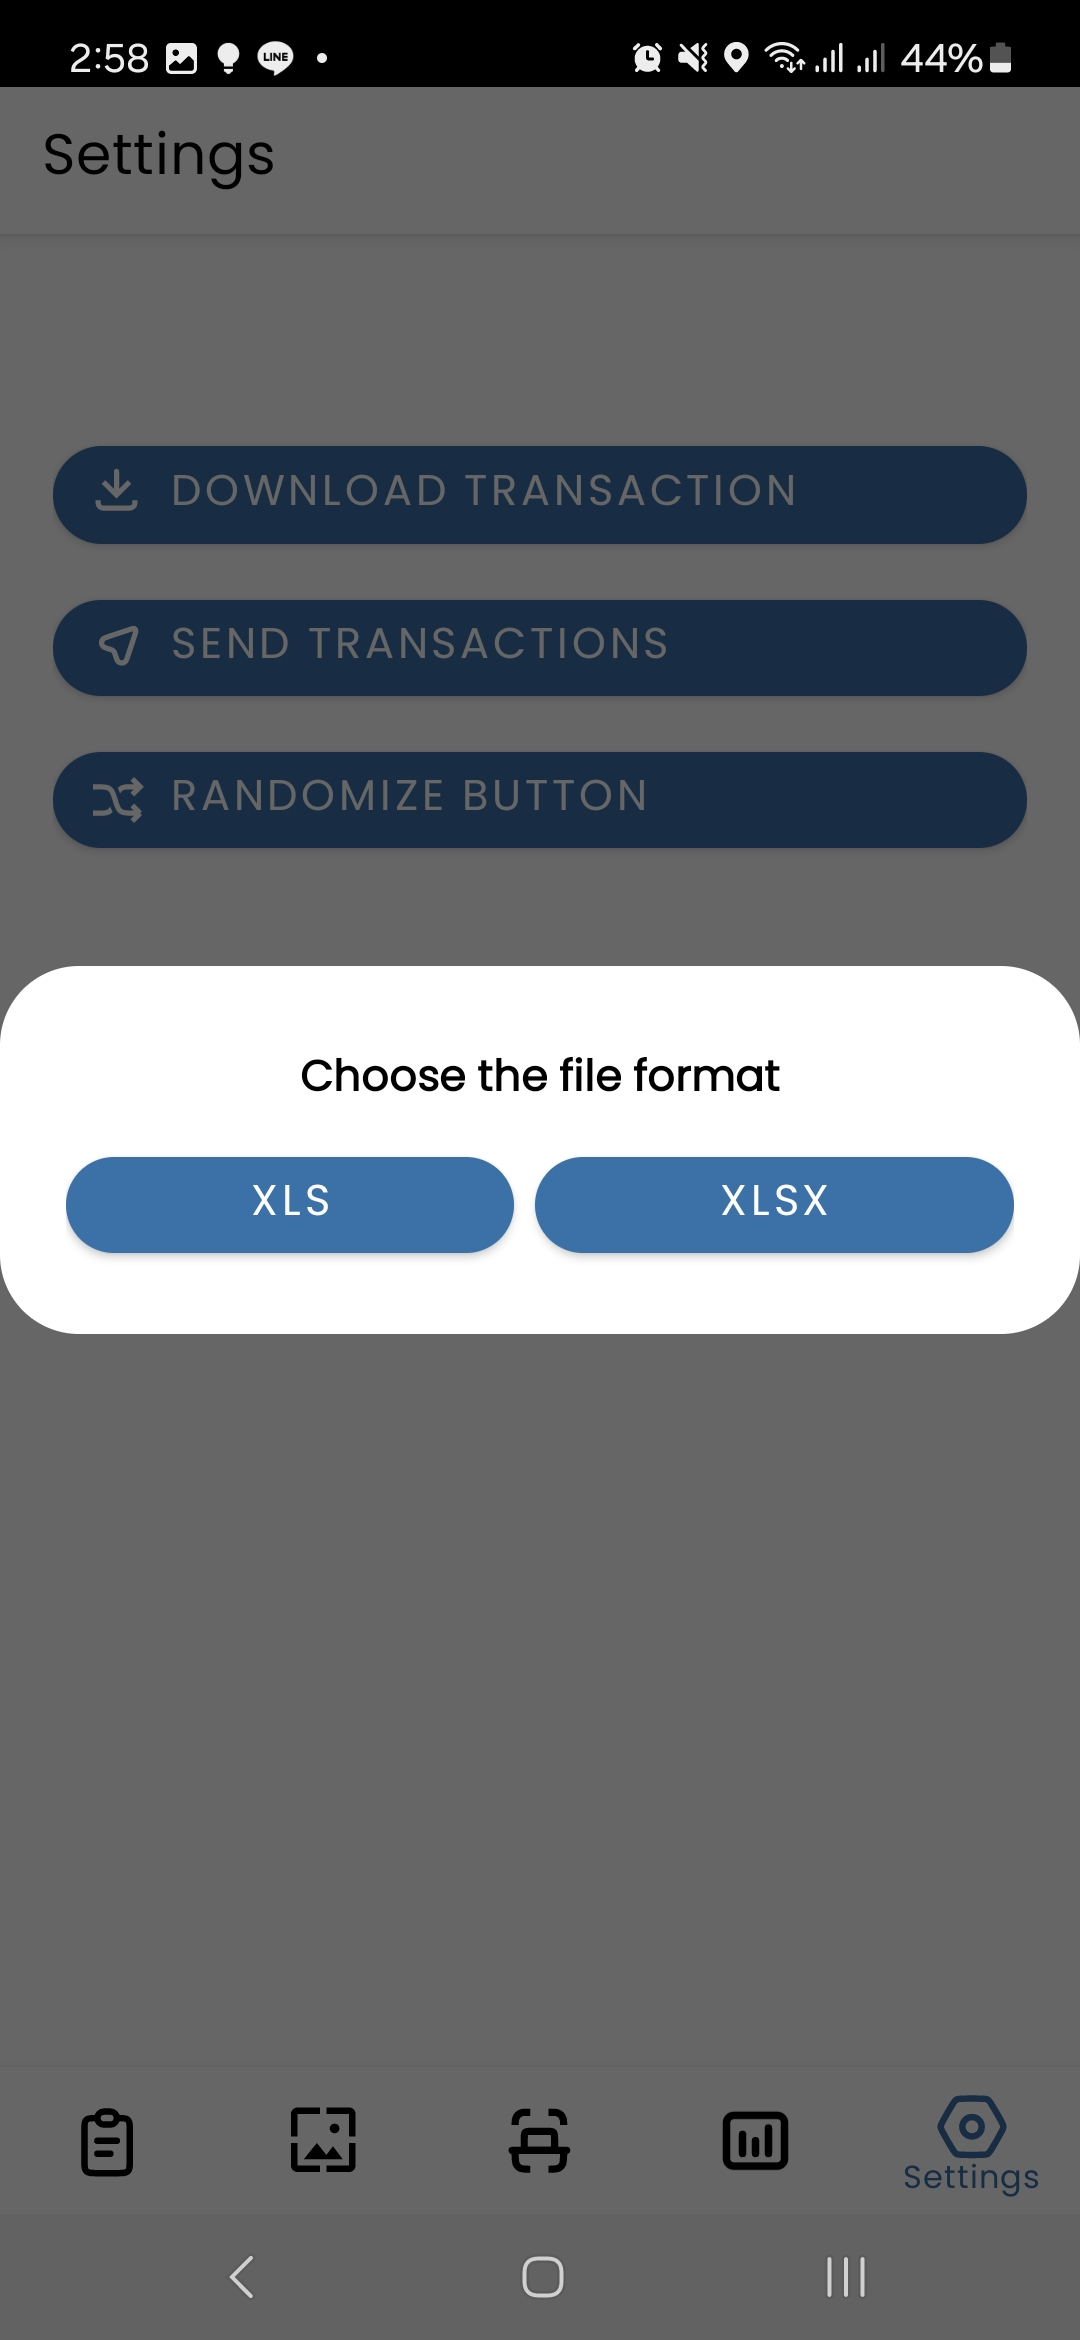 2:58 LINE 44%
Settings
DOWNLOAD TRANSACTION
SEND TRANSACTIONS
RANDOMIZE BUTTON
Choose the file format
XLS XLSX
Settings